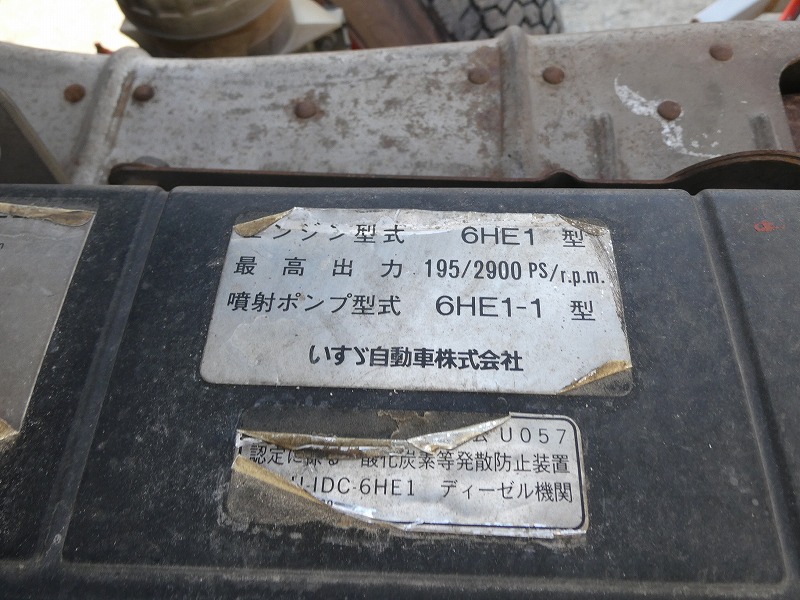 エンジン型式 6HE1 型
最高出力 195/2900 PS/r.p.m.
噴射ポンプ型式 6HE1-1 型
いすゞ自動車株式会社
U057
認定に係る一酸化炭素等発散防止装置
IDC-6HE1 ディーゼル機関